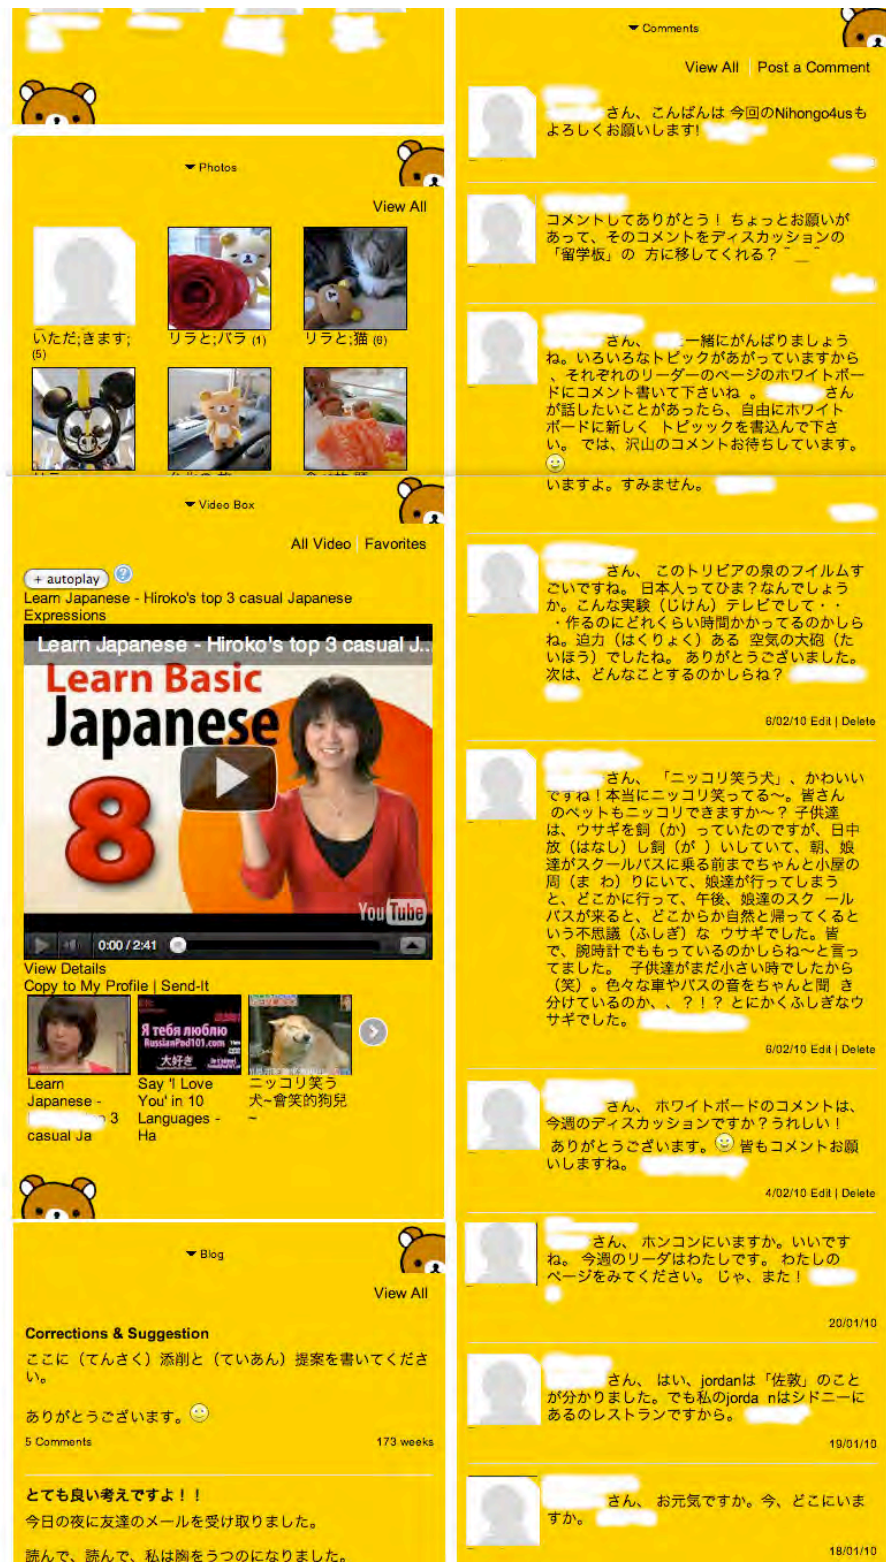 Photos
View All
いただ;きます;
(5)
リラと;バラ (1)
リラと;猫 (6)
Video Box
All Video | Favorites
+ autoplay
Learn Japanese - Hiroko's top 3 casual Japanese
Expressions
Learn Japanese - Hiroko's top 3 casual J...
Learn Basic
Japanese
8
YouTube
0:00 / 2:41
View Details
Copy to My Profile | Send-It
Я тебя люблю
RussianPod101.com
大好き
Learn
Japanese -
3
casual Ja
Say 'I Love
You' in 10
Languages -
Ha
ニッコリ笑う
犬~會笑的狗兒
~
Blog
View All
Corrections & Suggestion
ここに（てんさく）添削と（ていあん）提案を書いてくださ
い。
ありがとうございます。
5 Comments
173 weeks
とても良い考えですよ！！
今日の夜に友達のメールを受け取りました。
読んで、読んで、私は胸をうつのになりました。
Comments
View All | Post a Comment
さん、こんばんは 今回のNihongo4usも
よろしくお願いします!
コメントしてありがとう！ ちょっとお願いが
あって、そのコメントをディスカッションの
「留学板」の 方に移してくれる？ ^__^
さん、 一緒にがんばりましょう
ね。いろいろなトピックがあがっていますから
、それぞれのリーダーのページのホワイトボー
ドにコメント書いて下さいね 。 さん
が話したいことがあったら、自由にホワイト
ボードに新しく トピッックを書込んで下さ
い。 では、沢山のコメントお待ちしています。
いますよ。すみません。
さん、 このトリビアの泉のフイルムす
ごいですね。 日本人ってひま？なんでしょう
か。こんな実験（じけん）テレビでして・・
・作るのにどれくらい時間かかってるのかしら
ね。迫力（はくりょく）ある 空気の大砲（た
いほう）でしたね。 ありがとうございました。
次は、どんなことするのかしらね？
6/02/10 Edit | Delete
さん、 「ニッコリ笑う犬」、かわいい
ですね！本当にニッコリ笑ってる～。皆さん
のペットもニッコリできますか～？ 子供達
は、ウサギを飼（か）っていたのですが、日中
放（はなし）し飼（が ）いしていて、朝、娘
達がスクールバスに乗る前までちゃんと小屋の
周（ま わ）りにいて、娘達が行ってしまう
と、どこかに行って、午後、娘達のスク ール
バスが来ると、どこからか自然と帰ってくると
いう不思議（ふしぎ）な ウサギでした。皆
で、腕時計でももっているのかしらね～と言っ
てました。 子供達がまだ小さい時でしたから
（笑）。色々な車やバスの音をちゃんと聞 き
分けているのか、、？！？ とにかくふしぎなウ
サギでした。
6/02/10 Edit | Delete
さん、 ホワイトボードのコメントは、
今週のディスカッションですか？うれしい！
ありがとうございます。 皆もコメントお願
いしますね。
4/02/10 Edit | Delete
さん、 ホンコンにいますか。いいです
ね。 今週のリーダはわたしです。 わたしの
ページをみてください。 じゃ、また！
20/01/10
さん、 はい、jordanは「佐敦」のこと
が分かりました。でも私のjorda nはシドニーに
あるのレストランですから。
19/01/10
さん、 お元気ですか。今、どこにいま
すか。
18/01/10